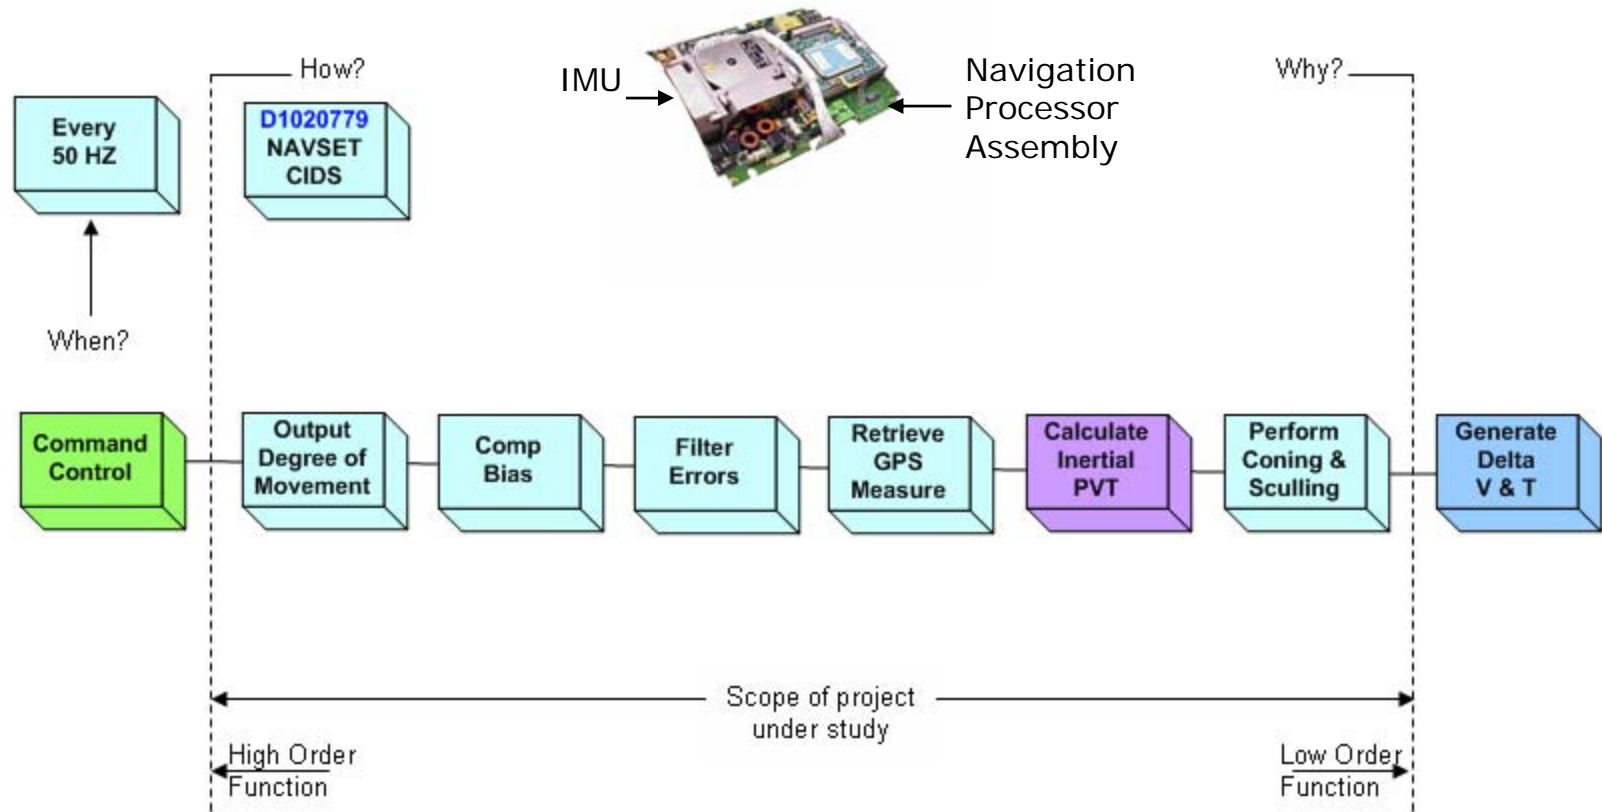 How?
IMU
Navigation
Processor
Assembly
Why?
Every
50 HZ
D1020779
NAVSET
CIDS
When?
Command
Control
Output
Degree of
Movement
Comp
Bias
Filter
Errors
Retrieve
GPS
Measure
Calculate
Inertial
PVT
Perform
Coning &
Sculling
Generate
Delta
V & T
Scope of project
under study
High Order
Function
Low Order
Function